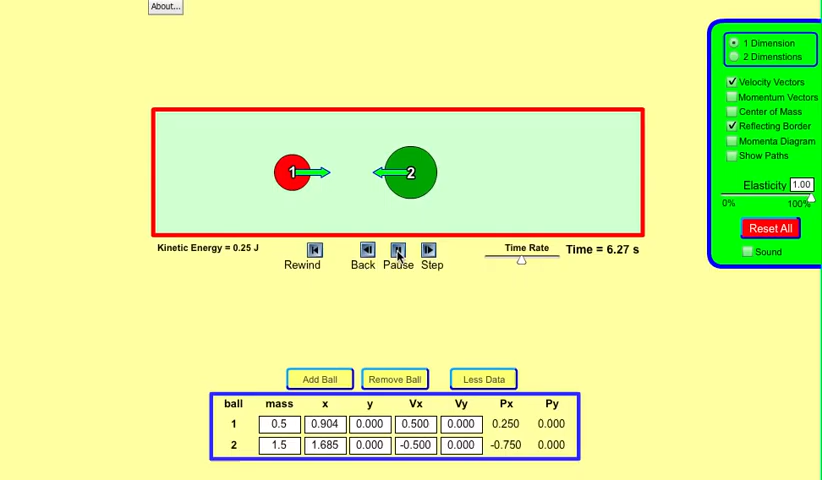 About...
1 Dimension
2 Dimenstions
Velocity Vectors
Momentum Vectors
Center of Mass
Reflecting Border
Momenta Diagram
Show Paths
Elasticity 1.00
0% 100%
Reset All
Sound
1 2
Kinetic Energy = 0.25 J
Rewind Back Pause Step
Time Rate
Time = 6.27 s
Add Ball Remove Ball Less Data
ball mass x y Vx Vy Px Py
1 0.5 0.904 0.000 0.500 0.000 0.250 0.000
2 1.5 1.685 0.000 -0.500 0.000 -0.750 0.000